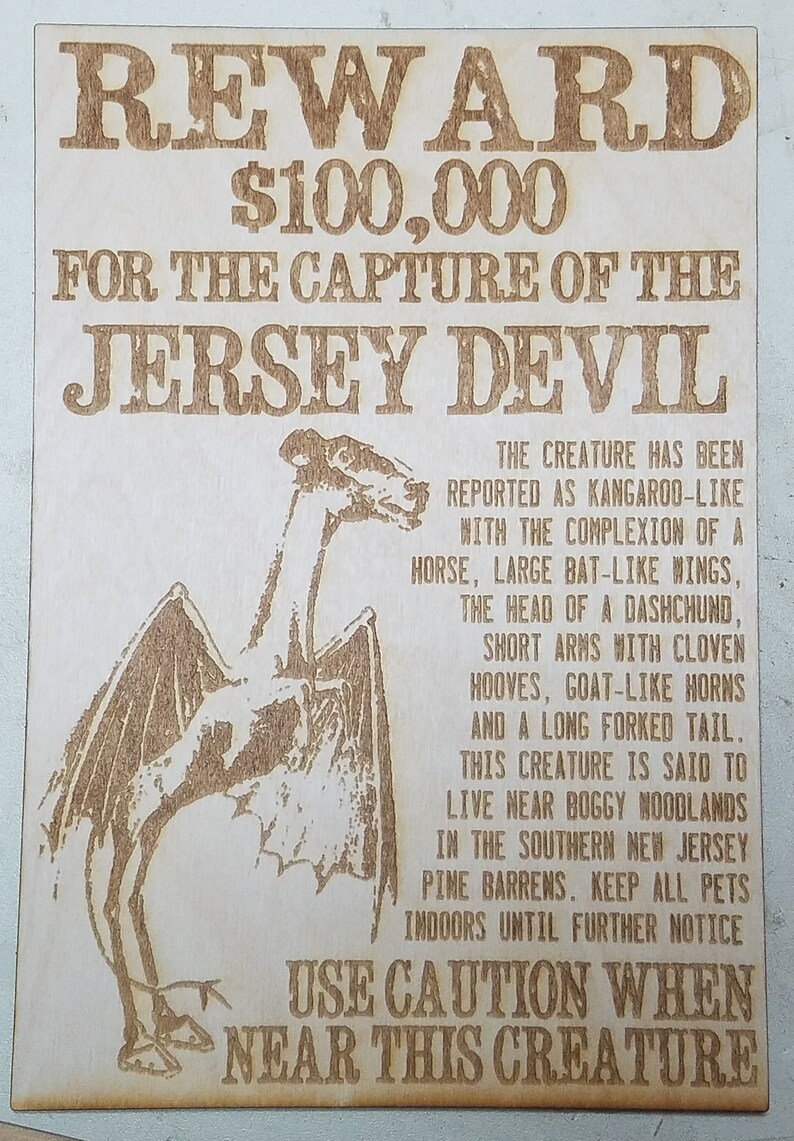 REWARD
$100,000
FOR THE CAPTURE OF THE
JERSEY DEVIL
THE CREATURE HAS BEEN
REPORTED AS KANGAROO-LIKE
WITH THE COMPLEXION OF A
HORSE, LARGE BAT-LIKE WINGS,
THE HEAD OF A DASHCHUND,
SHORT ARMS WITH CLOVEN
HOOVES, GOAT-LIKE HORNS
AND A LONG FORKED TAIL.
THIS CREATURE IS SAID TO
LIVE NEAR BOGGY WOODLANDS
IN THE SOUTHERN NEW JERSEY
PINE BARRENS. KEEP ALL PETS
INDOORS UNTIL FURTHER NOTICE
USE CAUTION WHEN
NEAR THIS CREATURE